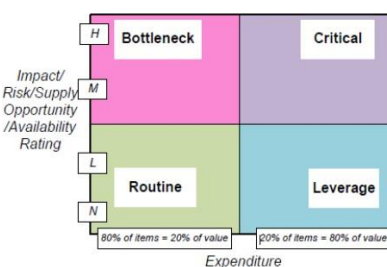 H
Bottleneck
Critical
Impact/
Risk/Supply
Opportunity
/Availability
Rating
M
L
Routine
Leverage
N
80% of items = 20% of value
20% of items = 80% of value
Expenditure